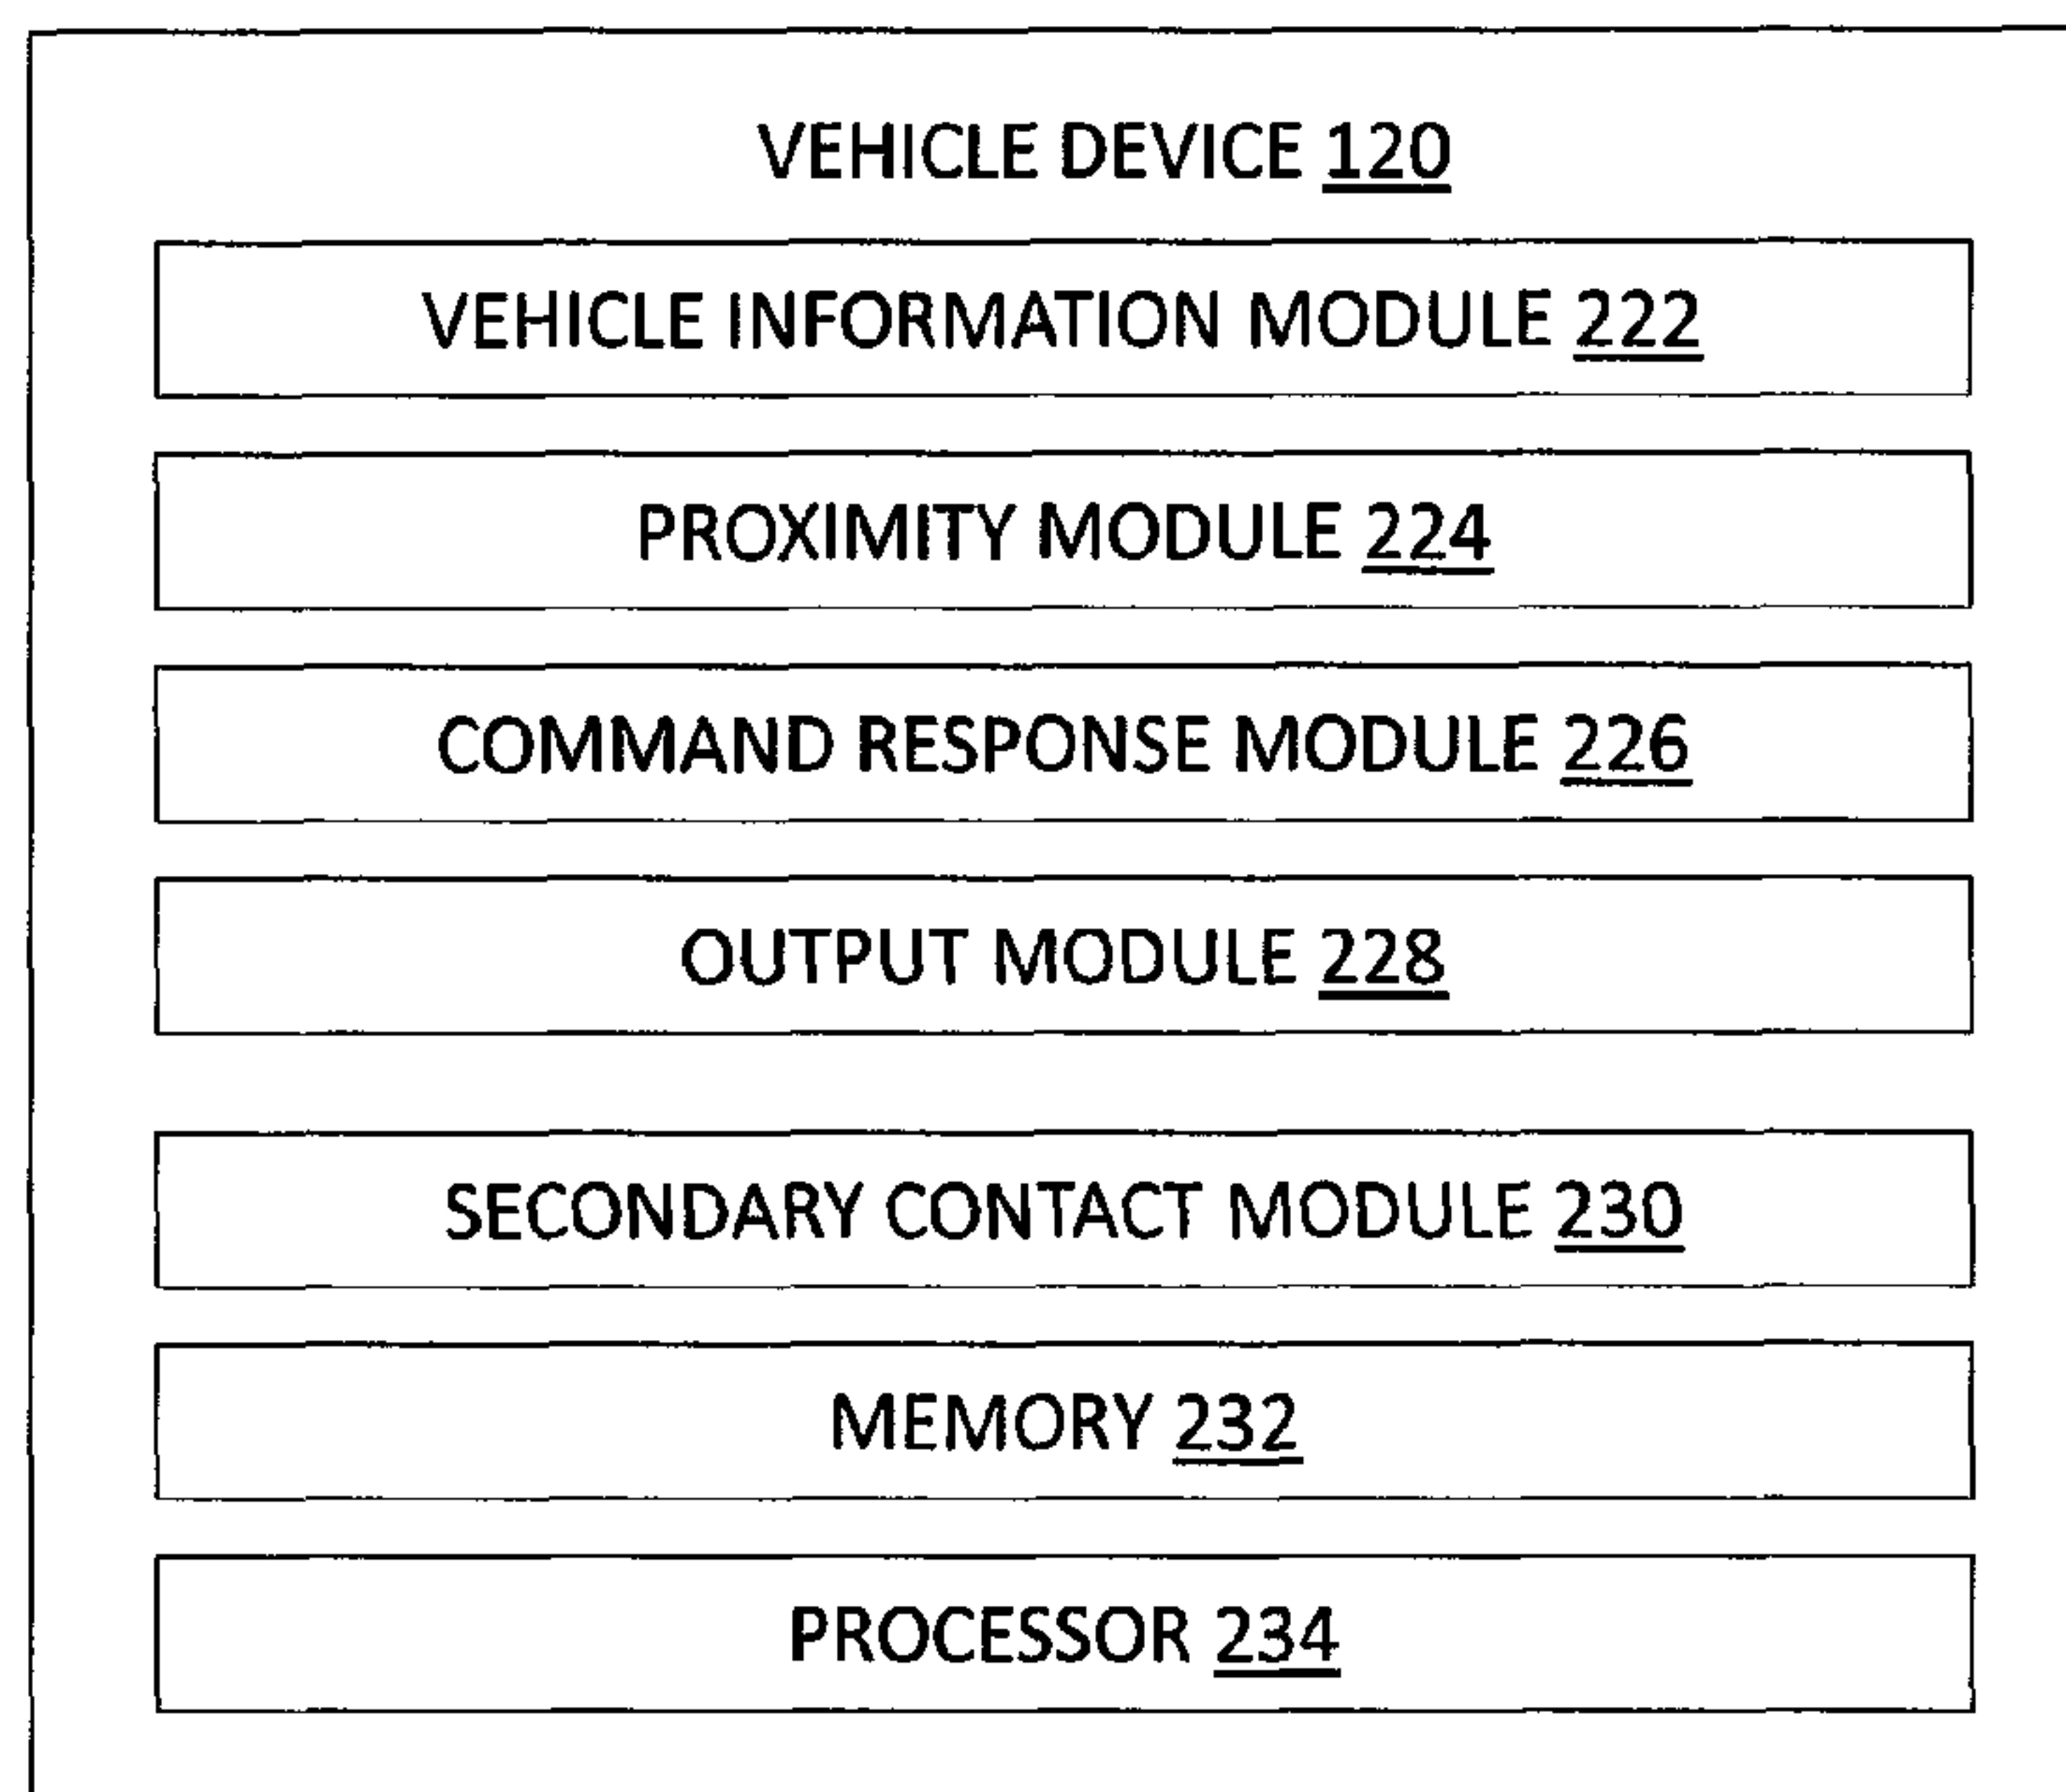 VEHICLE DEVICE 120
VEHICLE INFORMATION MODULE 222
PROXIMITY MODULE 224
COMMAND RESPONSE MODULE 226
OUTPUT MODULE 228
SECONDARY CONTACT MODULE 230
MEMORY 232
PROCESSOR 234